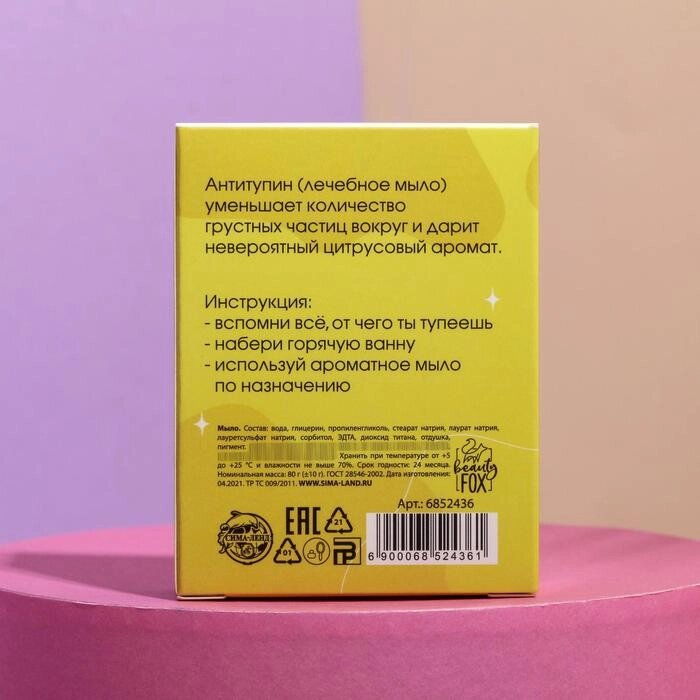 Антитупин (лечебное мыло)
уменьшает количество
грустных частиц вокруг и дарит
невероятный цитрусовый аромат.
Инструкция:
- вспомни всё, от чего ты тупеешь
- набери горячую ванну
- используй ароматное мыло
по назначению
Мыло. Состав: вода, глицерин, пропиленгликоль, стеарат натрия, лаурат натрия,
лауретсульфат натрия, сорбитол, ЭДТА, диоксид титана, отдушка,
пигмент.
Хранить при температуре от +5
до +25 °С и влажности не выше 70%. Срок годности: 24 месяца.
Номинальная масса: 80 г (±10 г). ГОСТ 28546-2002. Дата изготовления:
04.2021. ТР ТС 009/2011. WWW.SIMA-LAND.RU
beauty
FOX
Арт.: 6852436
СИМА-ЛЕНД
EAC
21
01
6 900068 524361